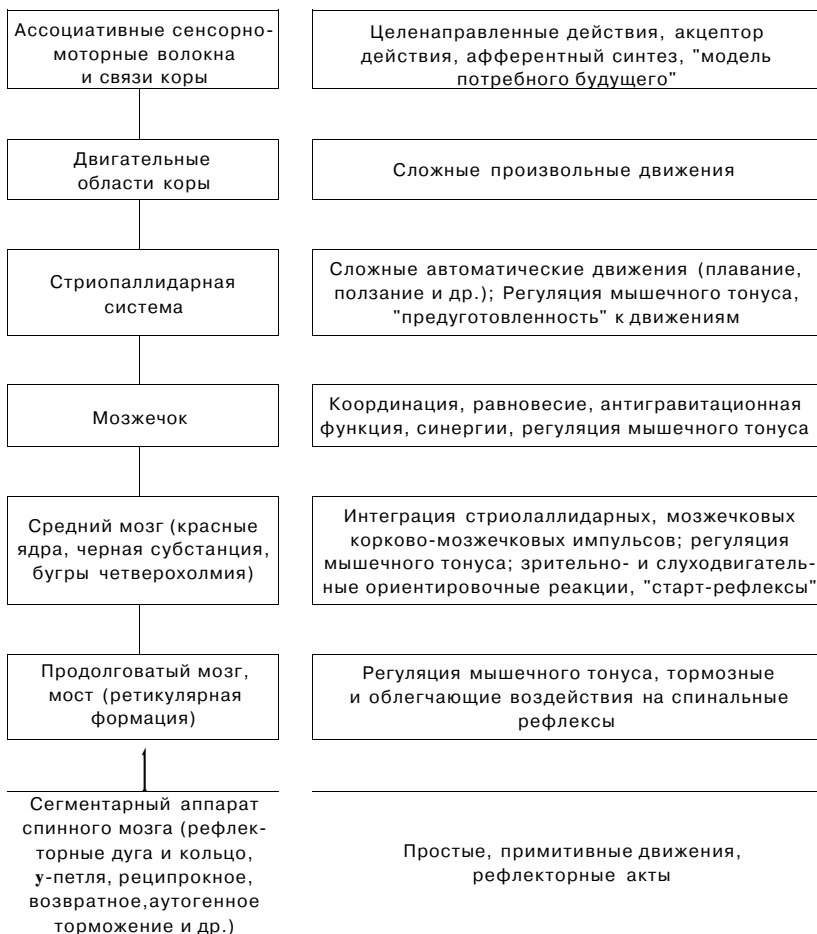 Ассоциативные сенсорно-
моторные волокна
и связи коры
Целенаправленные действия, акцептор
действия, афферентный синтез, "модель
потребного будущего"
Двигательные
области коры
Сложные произвольные движения
Стриопаллидарная
система
Сложные автоматические движения (плавание,
ползание и др.); Регуляция мышечного тонуса,
"предуготовленность" к движениям
Мозжечок
Координация, равновесие, антигравитационная
функция, синергии, регуляция мышечного тонуса
Средний мозг (красные
ядра, черная субстанция,
бугры четверохолмия)
Интеграция стриолаллидарных, мозжечковых
корково-мозжечковых импульсов; регуляция
мышечного тонуса; зрительно- и слуходвигатель-
ные ориентировочные реакции, "старт-рефлексы"
Продолговатый мозг,
мост (ретикулярная
формация)
Регуляция мышечного тонуса, тормозные
и облегчающие воздействия на спинальные
рефлексы
Сегментарный аппарат
спинного мозга (рефлек-
торные дуга и кольцо,
у-петля, реципрокное,
возвратное,аутогенное
торможение и др.)
Простые, примитивные движения,
рефлекторные акты